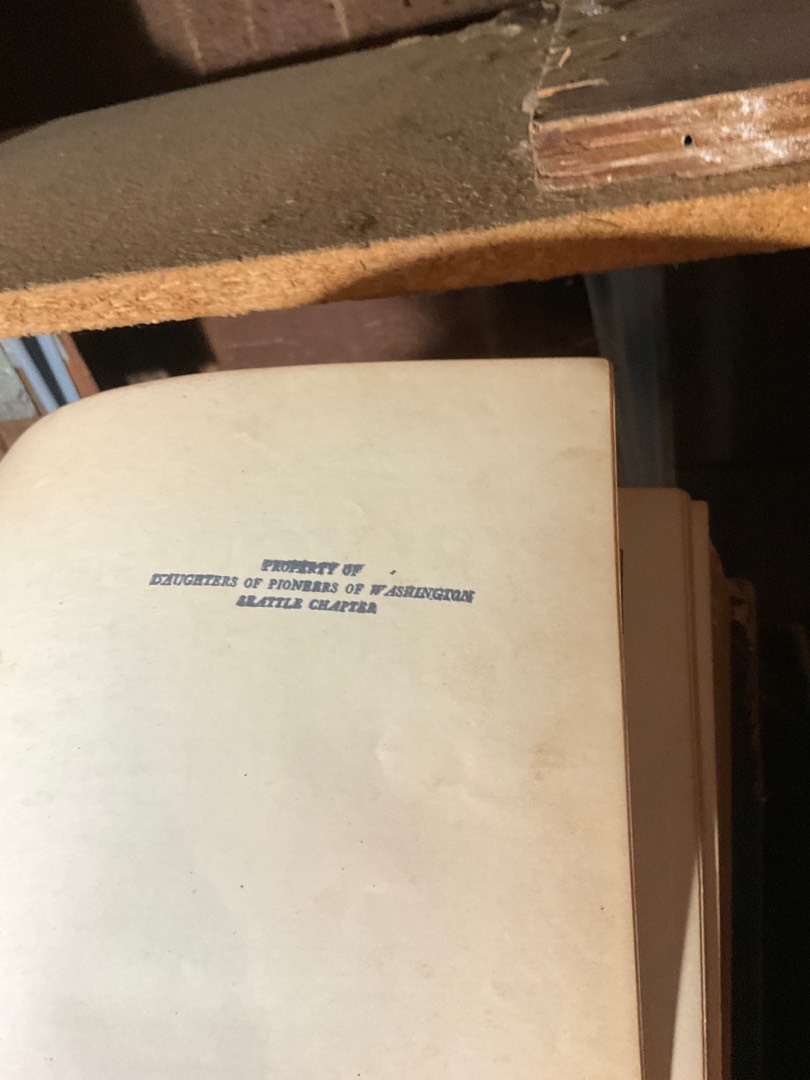 PROPERTY OF
DAUGHTERS OF PIONEERS OF WASHINGTON
SEATTLE CHAPTER